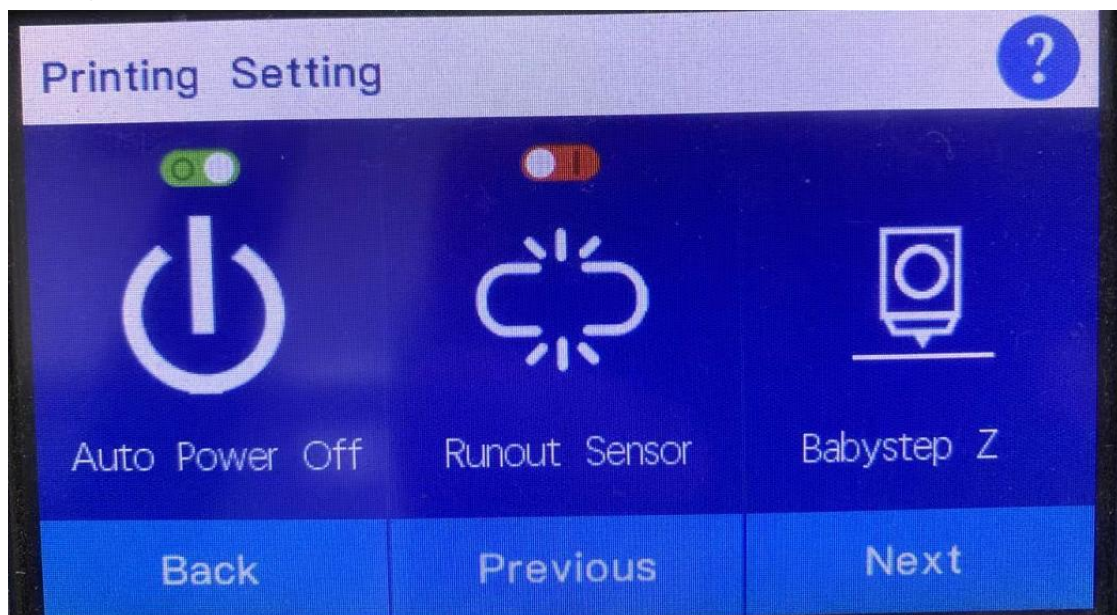 Printing Setting
?
Auto Power Off
Runout Sensor
Babystep Z
Back
Previous
Next